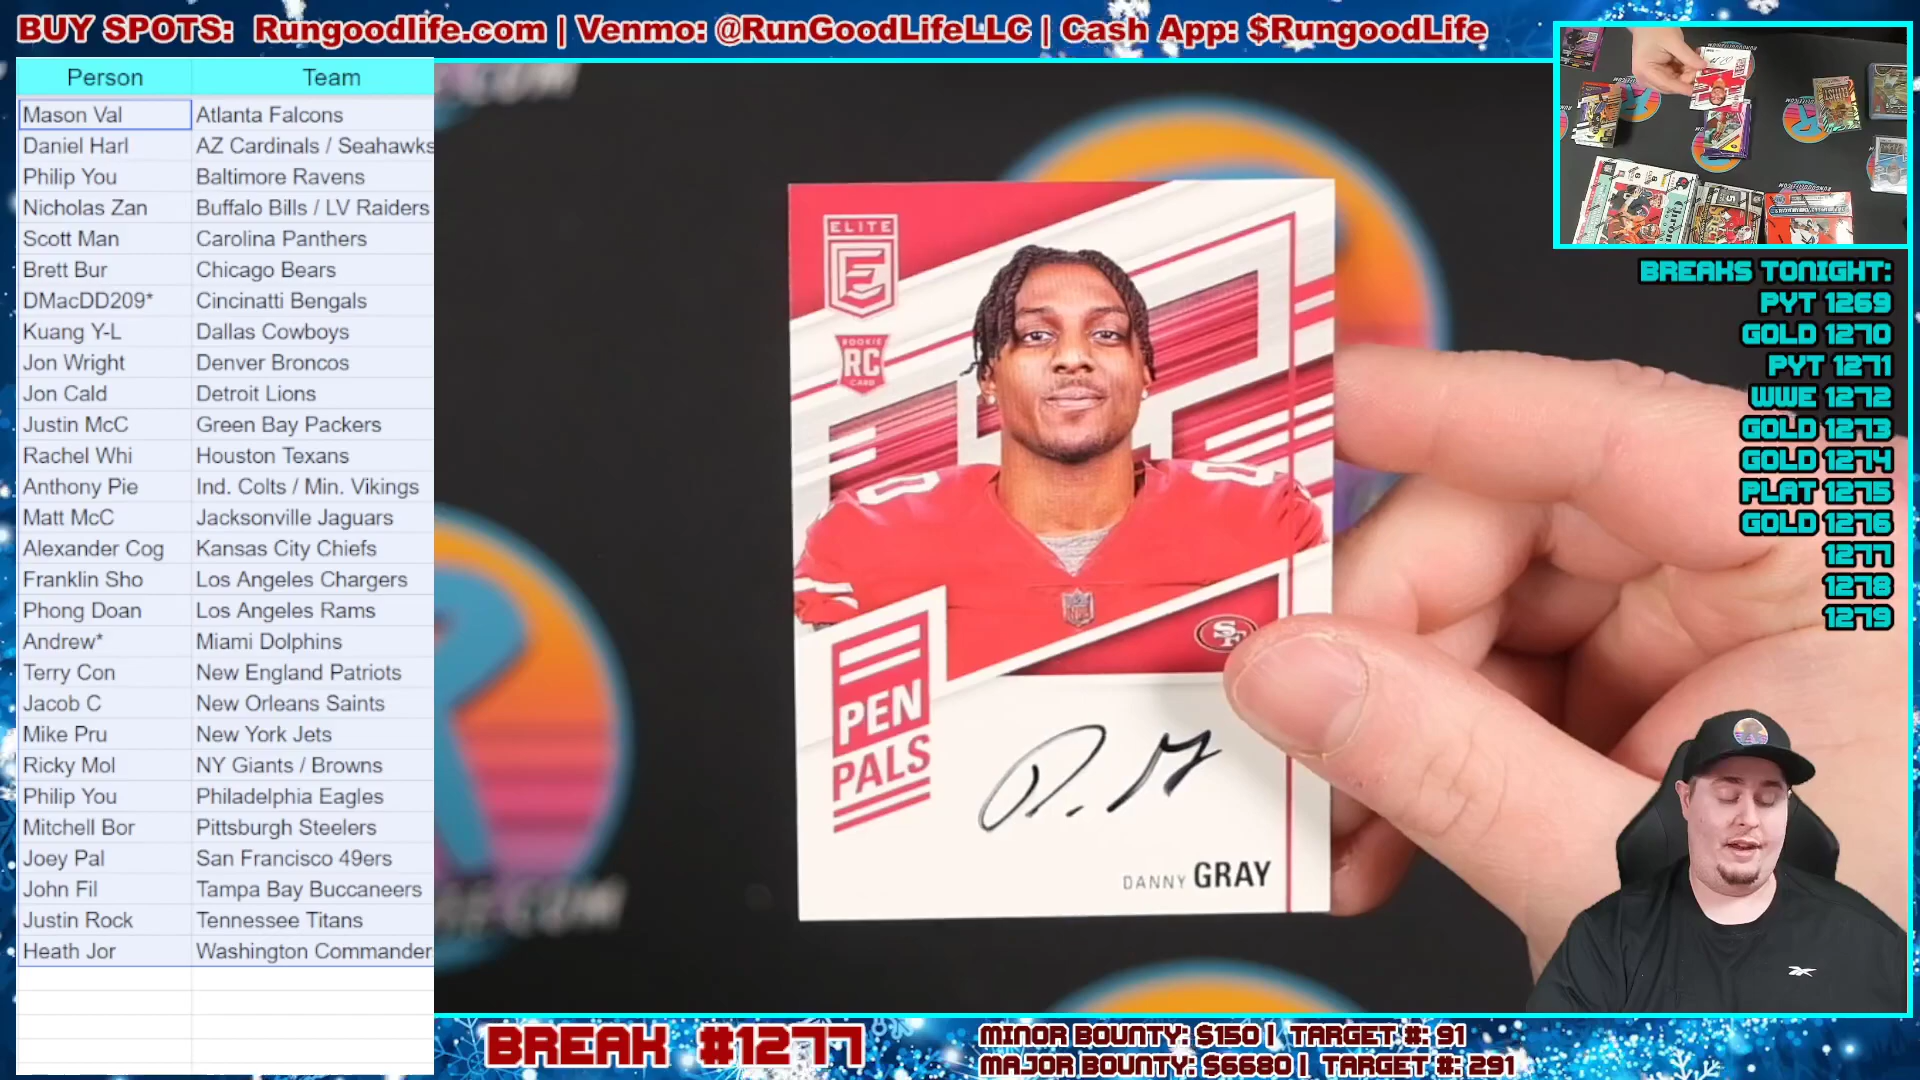 BUY SPOTS: Rungoodlife.com | Venmo: @RunGoodLifeLLC | Cash App: $RungoodLife
Person Team
Mason Val Atlanta Falcons
Daniel Harl AZ Cardinals / Seahawks
Philip You Baltimore Ravens
Nicholas Zan Buffalo Bills / LV Raiders
Scott Man Carolina Panthers
Brett Bur Chicago Bears
DMacDD209* Cincinatti Bengals
Kuang Y-L Dallas Cowboys
Jon Wright Denver Broncos
Jon Cald Detroit Lions
Justin McC Green Bay Packers
Rachel Whi Houston Texans
Anthony Pie Ind. Colts / Min. Vikings
Matt McC Jacksonville Jaguars
Alexander Cog Kansas City Chiefs
Franklin Sho Los Angeles Chargers
Phong Doan Los Angeles Rams
Andrew* Miami Dolphins
Terry Con New England Patriots
Jacob C New Orleans Saints
Mike Pru New York Jets
Ricky Mol NY Giants / Browns
Philip You Philadelphia Eagles
Mitchell Bor Pittsburgh Steelers
Joey Pal San Francisco 49ers
John Fil Tampa Bay Buccaneers
Justin Rock Tennessee Titans
Heath Jor Washington Commander
ELITE
E
ROOKIE
RC
CARD
SF
PEN
PALS
D. Gray
DANNY GRAY
BREAKS TONIGHT:
PYT 1269
GOLD 1270
PYT 1271
WWE 1272
GOLD 1273
GOLD 1274
PLAT 1275
GOLD 1276
1277
1278
1279
BREAK #1277
MINOR BOUNTY: $150 | TARGET #: 91
MAJOR BOUNTY: $6680 | TARGET #: 291